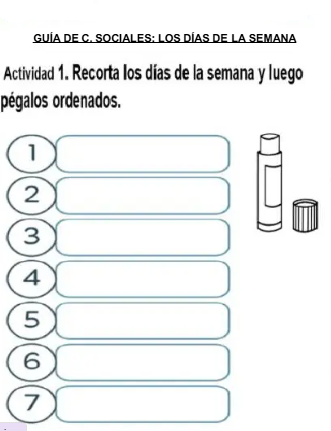 GUÍA DE C. SOCIALES: LOS DÍAS DE LA SEMANA
Actividad 1. Recorta los días de la semana y luego
pégalos ordenados.
1
2
3
4
5
6
7